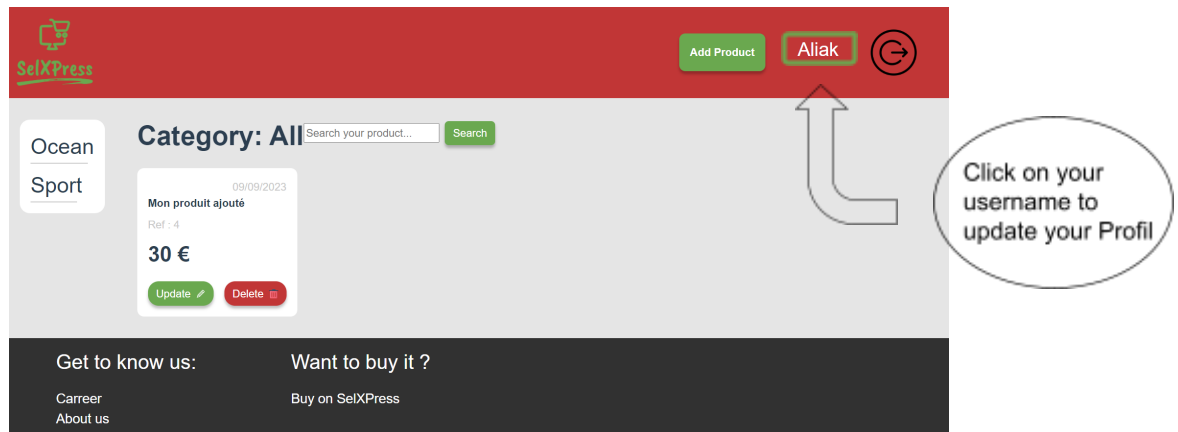 SelXPress
Add Product
Aliak
Ocean
Sport
Category: All
Search your product...
Search
09/09/2023
Mon produit ajouté
Ref : 4
30 €
Update
Delete
Click on your
username to
update your Profil
Get to know us:
Want to buy it ?
Carreer
Buy on SelXPress
About us